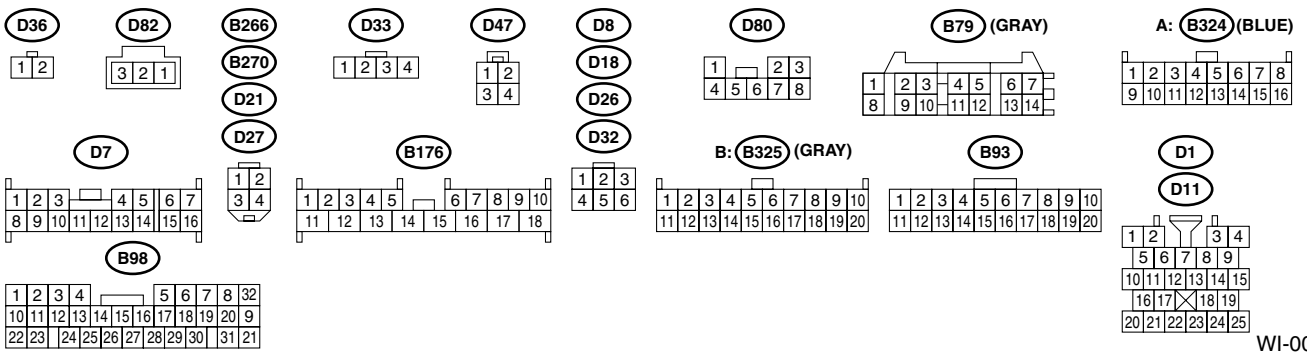 D36 D82 B266 D33 D47 D8 D80 B79 (GRAY) A: B324 (BLUE)
B270 D18
D21 D26
D27 D32
1 2
3 2 1
1 2
3 4
1 2 3 4
1 2
3 4
1 2 3
4 5 6
1 2 3
4 5 6 7 8
1 2 3 4 5 6 7
8 9 10 11 12 13 14
1 2 3 4 5 6 7 8
9 10 11 12 13 14 15 16
D7 B176 B: B325 (GRAY) B93 D1
D11
1 2 3 4 5 6 7
8 9 10 11 12 13 14 15 16
1 2 3 4 5 6 7 8 9 10
11 12 13 14 15 16 17 18
1 2 3 4 5 6 7 8 9 10
11 12 13 14 15 16 17 18 19 20
1 2 3 4 5 6 7 8 9 10
11 12 13 14 15 16 17 18 19 20
1 2 3 4
5 6 7 8 9
10 11 12 13 14 15
16 17 18 19
20 21 22 23 24 25
B98
1 2 3 4 5 6 7 8 32
10 11 12 13 14 15 16 17 18 19 20 9
22 23 24 25 26 27 28 29 30 31 21